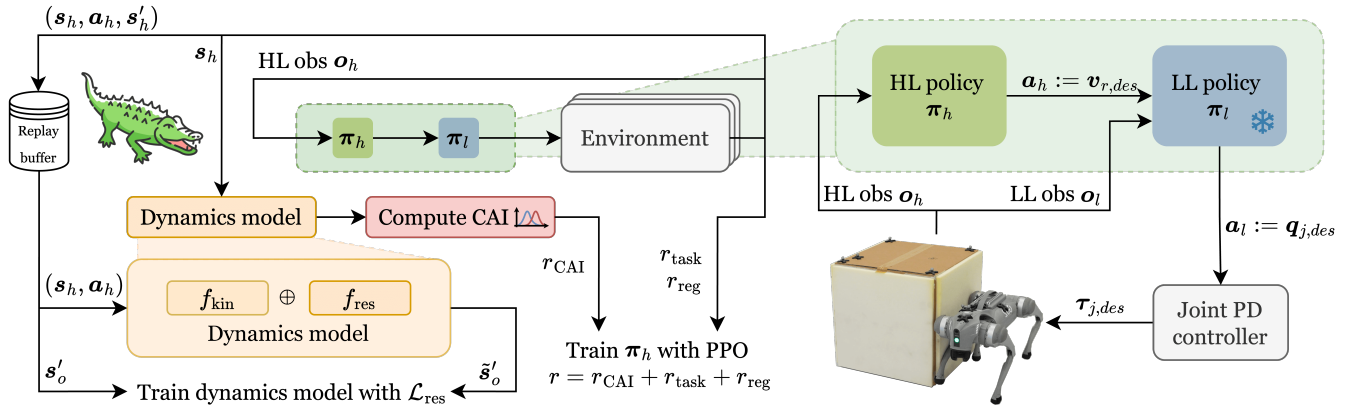 (s_h, a_h, s'_h)
s_h
HL obs o_h
Replay
buffer
π_h
π_l
Environment
HL policy
π_h
a_h := v_{r,des}
LL policy
π_l
HL obs o_h
LL obs o_l
a_l := q_{j,des}
Dynamics model
Compute CAI
r_CAI
r_task
r_reg
(s_h, a_h)
f_kin ⊕ f_res
Dynamics model
τ_{j,des}
Joint PD
controller
Train π_h with PPO
r = r_CAI + r_task + r_reg
s'_o
s̃'_o
Train dynamics model with ℒ_res